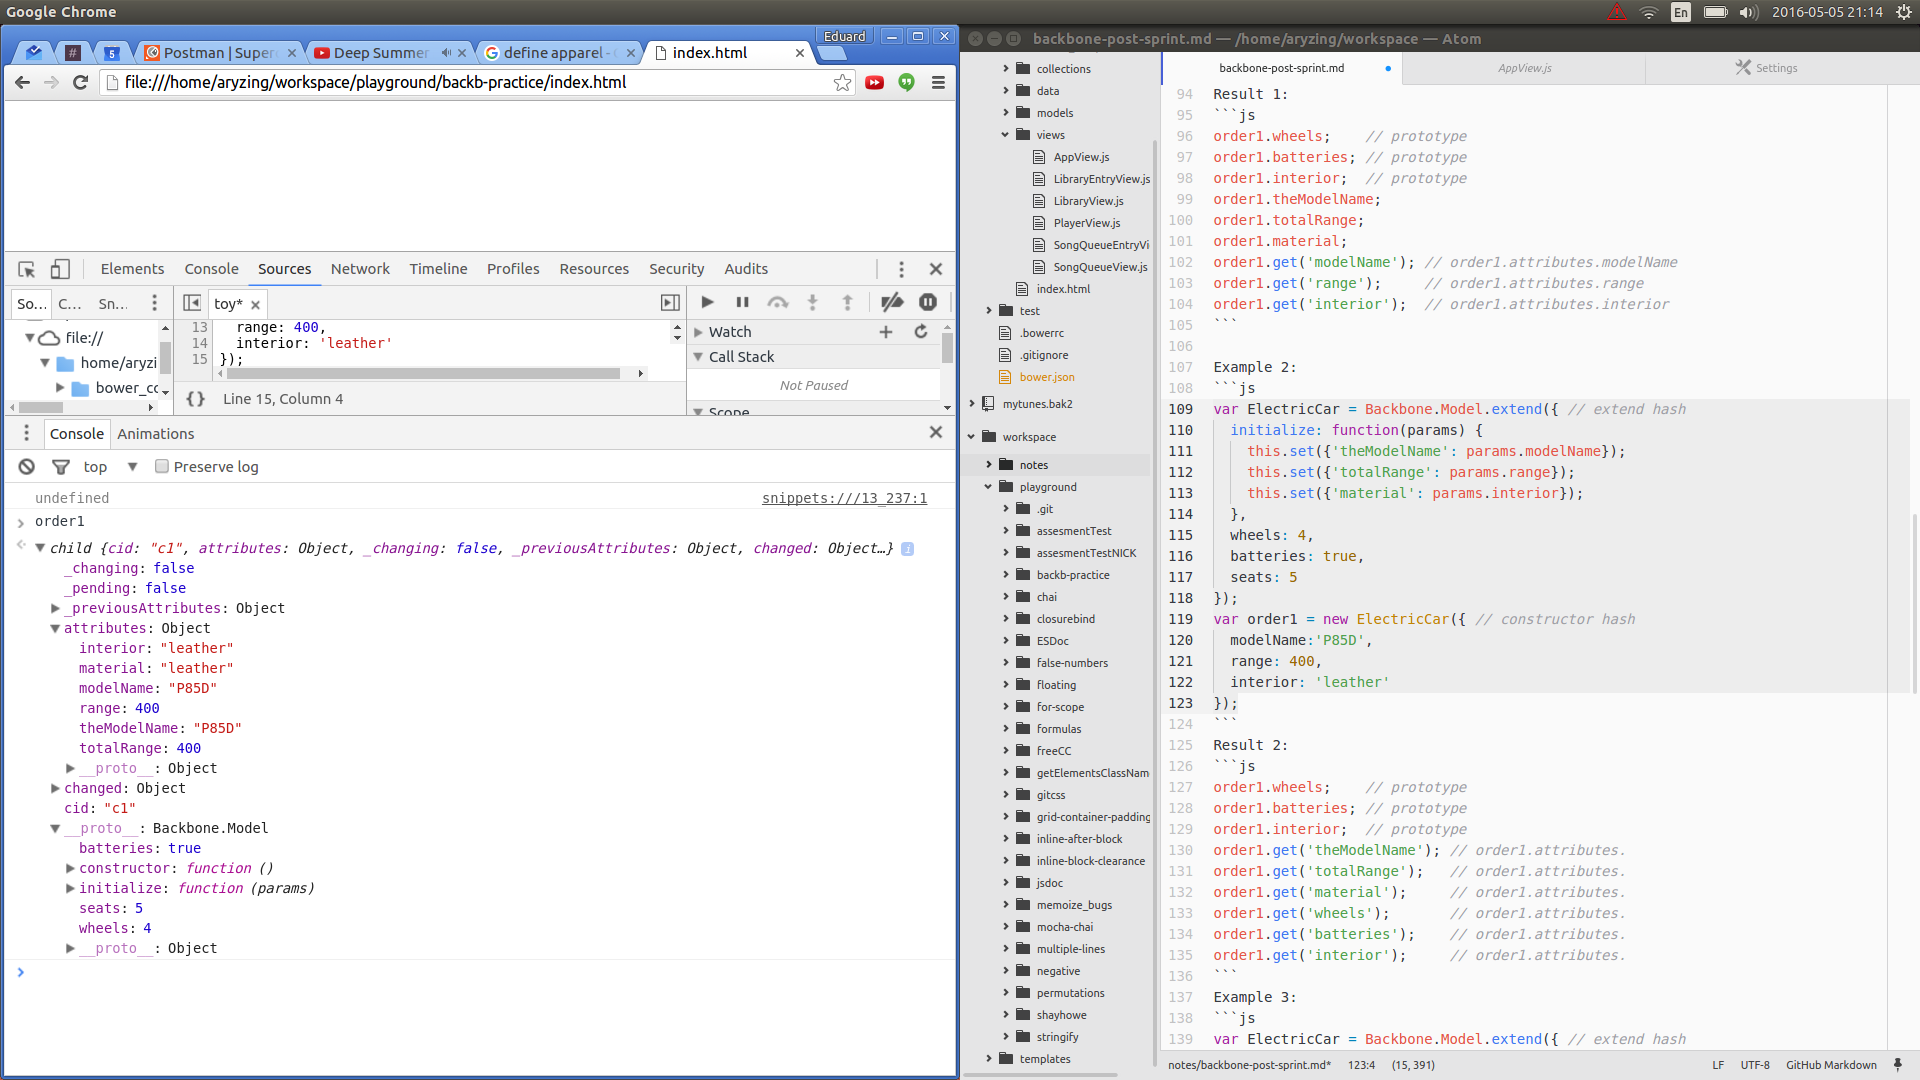 Google Chrome
En
2016-05-05 21:14
Eduard
#
5
Postman | Supere
Deep Summer
define apparel - 
index.html
file:///home/aryzing/workspace/playground/backb-practice/index.html
Elements Console Sources Network Timeline Profiles Resources Security Audits
So... C... Sn...
toy*
file://
home/aryzi
bower_cc
13 range: 400,
14 interior: 'leather'
15 });
{} Line 15, Column 4
Watch
Call Stack
Not Paused
Scope
Console Animations
top Preserve log
undefined snippets:///13_237:1
order1
child {cid: "c1", attributes: Object, _changing: false, _previousAttributes: Object, changed: Object…}
_changing: false
_pending: false
_previousAttributes: Object
attributes: Object
interior: "leather"
material: "leather"
modelName: "P85D"
range: 400
theModelName: "P85D"
totalRange: 400
__proto__: Object
changed: Object
cid: "c1"
__proto__: Backbone.Model
batteries: true
constructor: function ()
initialize: function (params)
seats: 5
wheels: 4
__proto__: Object
backbone-post-sprint.md — /home/aryzing/workspace — Atom
collections
data
models
views
AppView.js
LibraryEntryView.js
LibraryView.js
PlayerView.js
SongQueueEntryVi
SongQueueView.js
index.html
test
.bowerrc
.gitignore
bower.json
mytunes.bak2
workspace
notes
playground
.git
assesmentTest
assesmentTestNICK
backb-practice
chai
closurebind
ESDoc
false-numbers
floating
for-scope
formulas
freeCC
getElementsClassNam
gitcss
grid-container-padding
inline-after-block
inline-block-clearance
jsdoc
memoize_bugs
mocha-chai
multiple-lines
negative
permutations
shayhowe
stringify
templates
backbone-post-sprint.md AppView.js Settings
94 Result 1:
95 ```js
96 order1.wheels; // prototype
97 order1.batteries; // prototype
98 order1.interior; // prototype
99 order1.theModelName;
100 order1.totalRange;
101 order1.material;
102 order1.get('modelName'); // order1.attributes.modelName
103 order1.get('range'); // order1.attributes.range
104 order1.get('interior'); // order1.attributes.interior
105 ```
106
107 Example 2:
108 ```js
109 var ElectricCar = Backbone.Model.extend({ // extend hash
110 initialize: function(params) {
111 this.set({'theModelName': params.modelName});
112 this.set({'totalRange': params.range});
113 this.set({'material': params.interior});
114 },
115 wheels: 4,
116 batteries: true,
117 seats: 5
118 });
119 var order1 = new ElectricCar({ // constructor hash
120 modelName:'P85D',
121 range: 400,
122 interior: 'leather'
123 });
124 ```
125 Result 2:
126 ```js
127 order1.wheels; // prototype
128 order1.batteries; // prototype
129 order1.interior; // prototype
130 order1.get('theModelName'); // order1.attributes.
131 order1.get('totalRange'); // order1.attributes.
132 order1.get('material'); // order1.attributes.
133 order1.get('wheels'); // order1.attributes.
134 order1.get('batteries'); // order1.attributes.
135 order1.get('interior'); // order1.attributes.
136 ```
137 Example 3:
138 ```js
139 var ElectricCar = Backbone.Model.extend({ // extend hash
notes/backbone-post-sprint.md* 123:4 (15, 391) LF UTF-8 GitHub Markdown